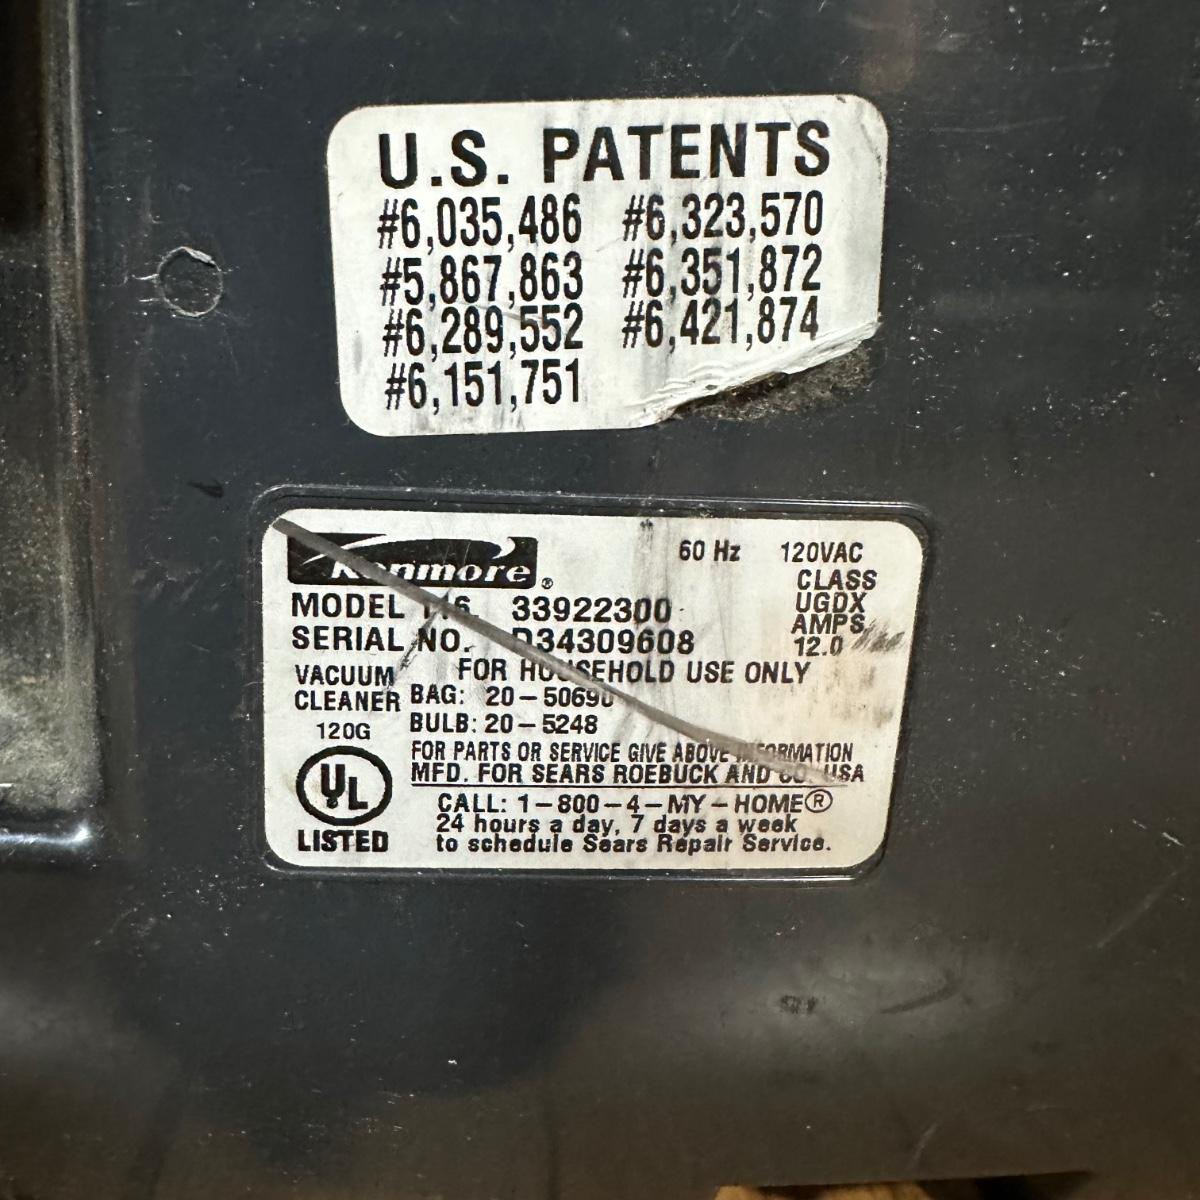 U.S. PATENTS
#6,035,486 #6,323,570
#5,867,863 #6,351,872
#6,289,552 #6,421,874
#6,151,751
Kenmore®
60 Hz 120VAC
CLASS
UGDX
AMPS
12.0
MODEL 116. 33922300
SERIAL NO. D34309608
VACUUM
CLEANER
120G
FOR HOUSEHOLD USE ONLY
BAG: 20-50690
BULB: 20-5248
FOR PARTS OR SERVICE GIVE ABOVE INFORMATION
MFD. FOR SEARS ROEBUCK AND CO. USA
UL
LISTED
CALL: 1-800-4-MY-HOME®
24 hours a day, 7 days a week
to schedule Sears Repair Service.